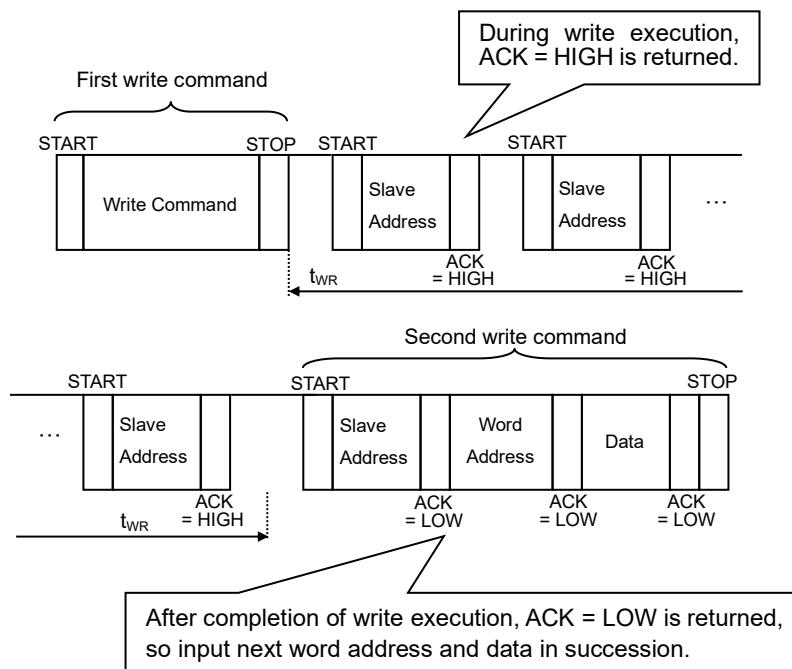 During write execution,
ACK = HIGH is returned.
First write command
START STOP START START
Write Command
Slave
Address
Slave
Address
…
ACK
= HIGH
ACK
= HIGH
tWR
Second write command
START START STOP
…
Slave
Address
Slave
Address
Word
Address
Data
ACK
= HIGH
ACK
= LOW
ACK
= LOW
ACK
= LOW
tWR
After completion of write execution, ACK = LOW is returned,
so input next word address and data in succession.